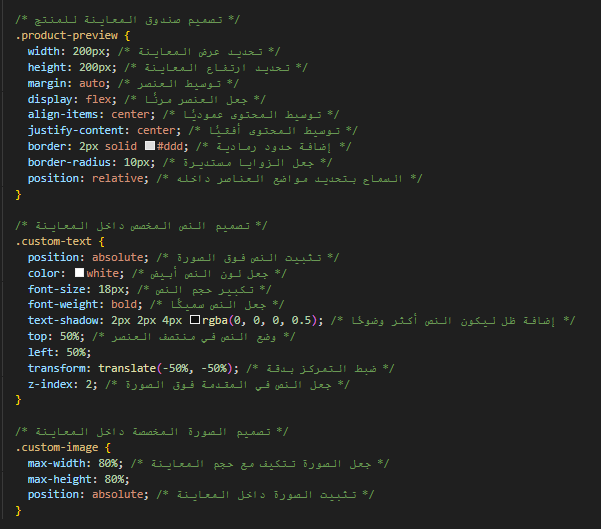 /* تصميم صندوق المعاينة للمنتج */
.product-preview {
width: 200px; /* تحديد عرض المعاينة */
height: 200px; /* تحديد ارتفاع المعاينة */
margin: auto; /* توسيط العنصر */
display: flex; /* جعل العنصر مرنًا */
align-items: center; /* توسيط المحتوى عموديًا */
justify-content: center; /* توسيط المحتوى أفقيًا */
border: 2px solid #ddd; /* إضافة حدود رمادية */
border-radius: 10px; /* جعل الزوايا مستديرة */
position: relative; /* السماح بتحديد مواضع العناصر داخله */
}
/* تصميم النص المخصص داخل المعاينة */
.custom-text {
position: absolute; /* تثبيت النص فوق الصورة */
color: white; /* جعل لون النص أبيض */
font-size: 18px; /* تكبير حجم النص */
font-weight: bold; /* جعل النص سميكًا */
text-shadow: 2px 2px 4px rgba(0, 0, 0, 0.5); /* إضافة ظل ليكون النص أكثر وضوحًا */
top: 50%; /* وضع النص في منتصف العنصر */
left: 50%;
transform: translate(-50%, -50%); /* ضبط التمركز بدقة */
z-index: 2; /* جعل النص في المقدمة فوق الصورة */
}
/* تصميم الصورة المخصصة داخل المعاينة */
.custom-image {
max-width: 80%; /* جعل الصورة تتكيف مع حجم المعاينة */
max-height: 80%;
position: absolute; /* تثبيت الصورة داخل المعاينة */
}